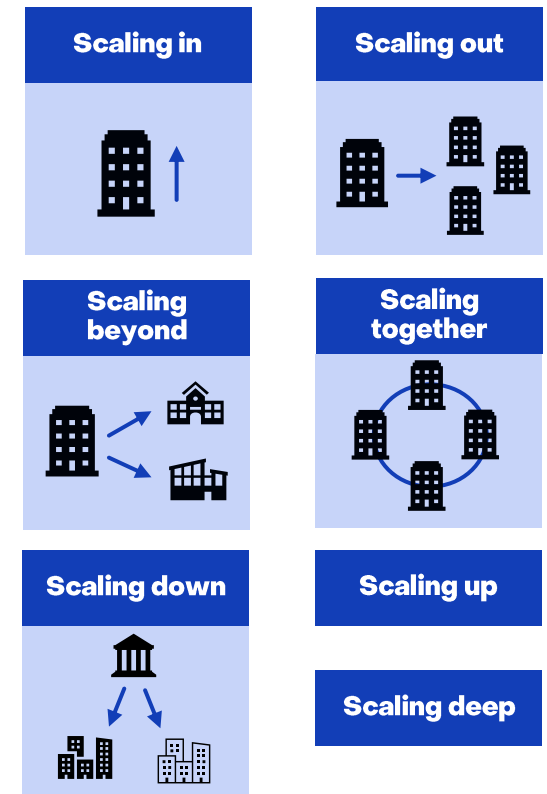 Scaling in
Scaling out
Scaling
beyond
Scaling
together
Scaling down
Scaling up
Scaling deep